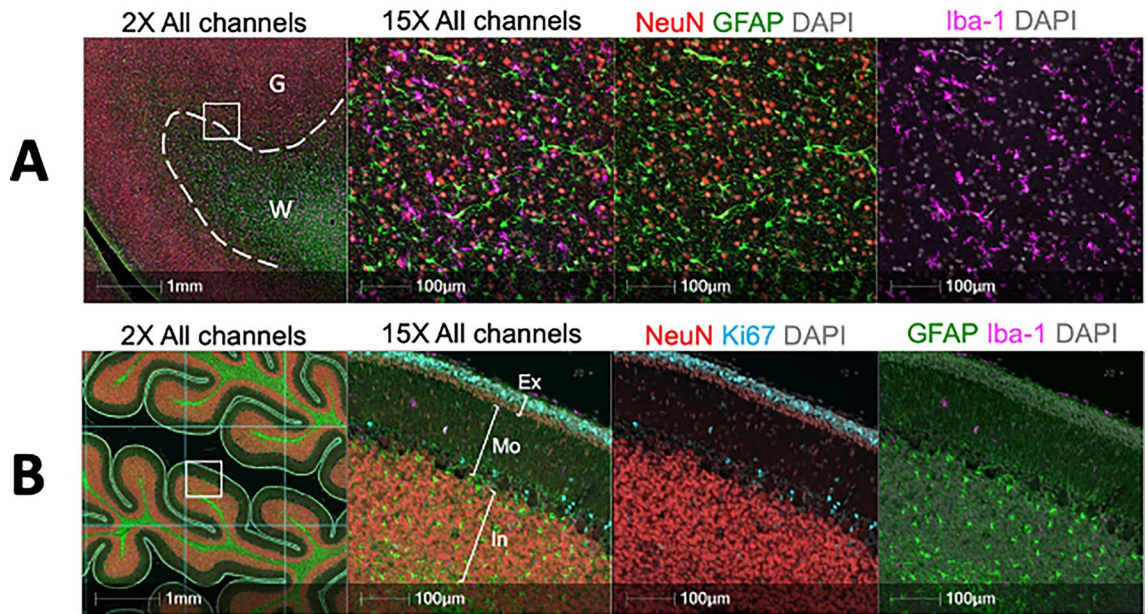 2X All channels
15X All channels
NeuN GFAP DAPI
Iba-1 DAPI
A
G
W
1mm
100µm
100µm
100µm
2X All channels
15X All channels
NeuN Ki67 DAPI
GFAP Iba-1 DAPI
B
Ex
Mo
In
1mm
100µm
100µm
100µm